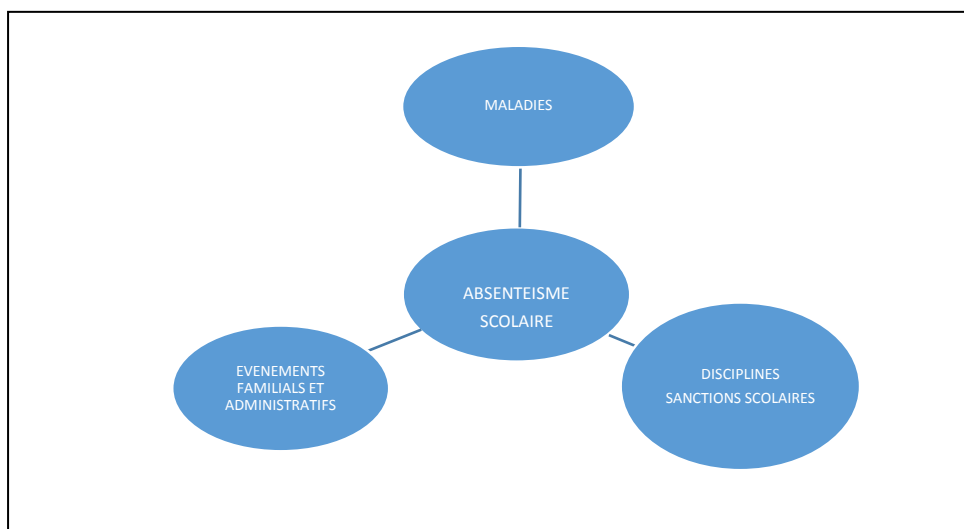 MALADIES
ABSENTEISME
SCOLAIRE
EVENEMENTS
FAMILIALS ET
ADMINISTRATIFS
DISCIPLINES
SANCTIONS SCOLAIRES